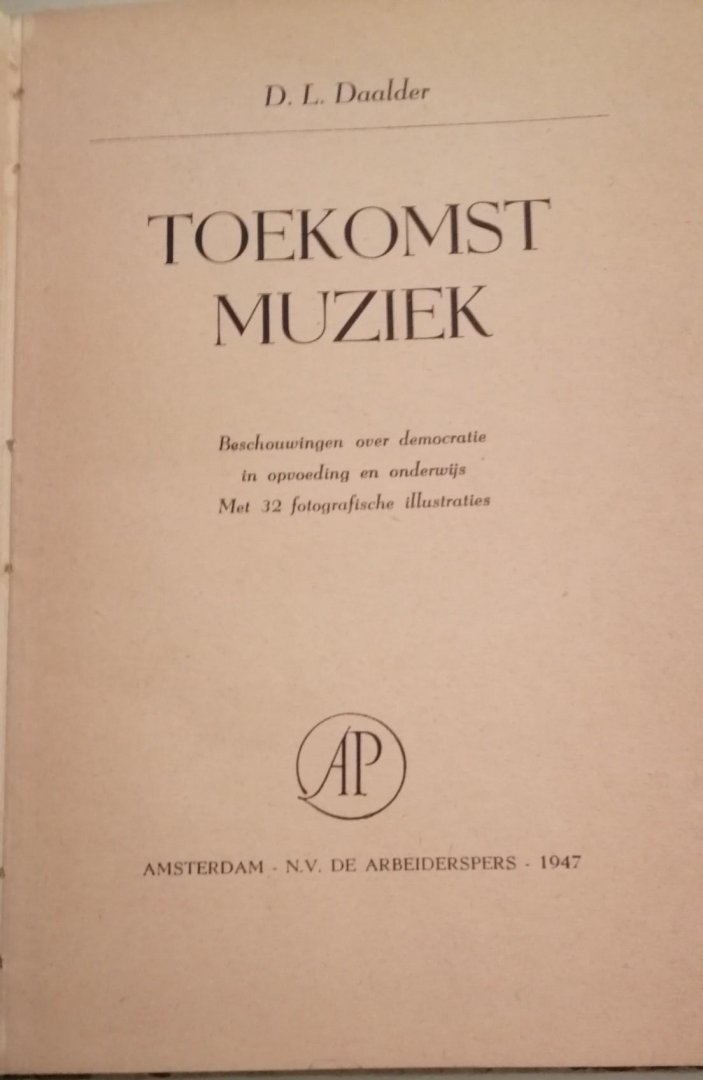 D. L. Daalder
TOEKOMST
MUZIEK
Beschouwingen over democratie
in opvoeding en onderwijs
Met 32 fotografische illustraties
AP
AMSTERDAM - N.V. DE ARBEIDERSPERS - 1947